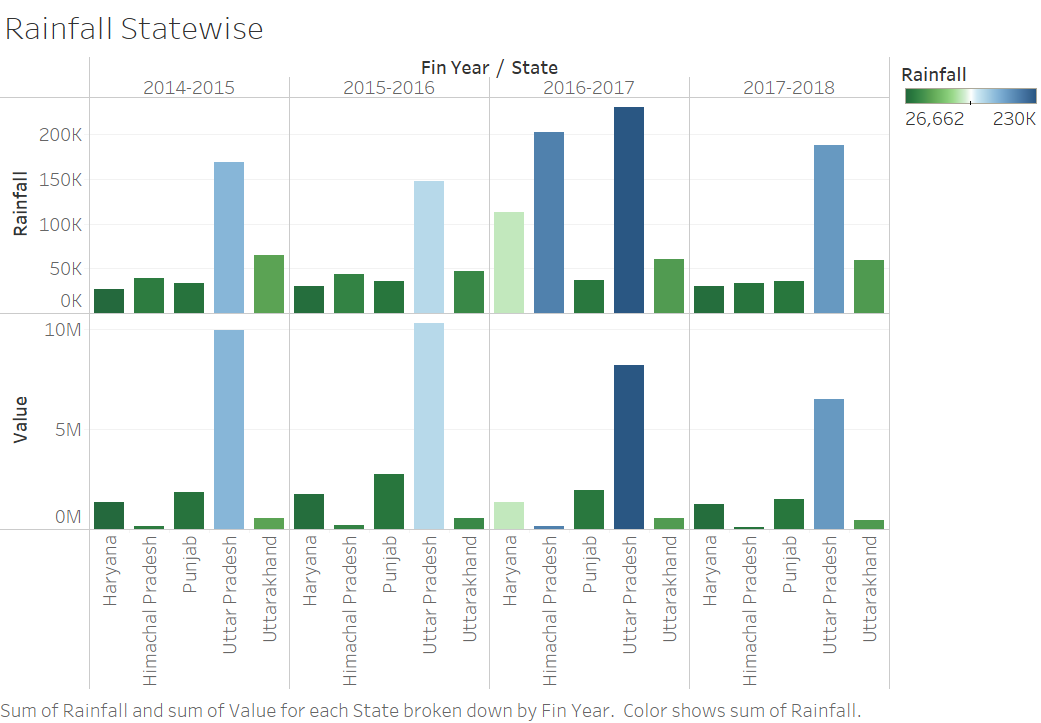 Rainfall Statewise
Fin Year / State
2014-2015 2015-2016 2016-2017 2017-2018
Rainfall
26,662 230K
Rainfall
200K
150K
100K
50K
0K
Value
10M
5M
0M
Haryana Himachal Pradesh Punjab Uttar Pradesh Uttarakhand Haryana Himachal Pradesh Punjab Uttar Pradesh Uttarakhand Haryana Himachal Pradesh Punjab Uttar Pradesh Uttarakhand Haryana Himachal Pradesh Punjab Uttar Pradesh Uttarakhand
Sum of Rainfall and sum of Value for each State broken down by Fin Year. Color shows sum of Rainfall.